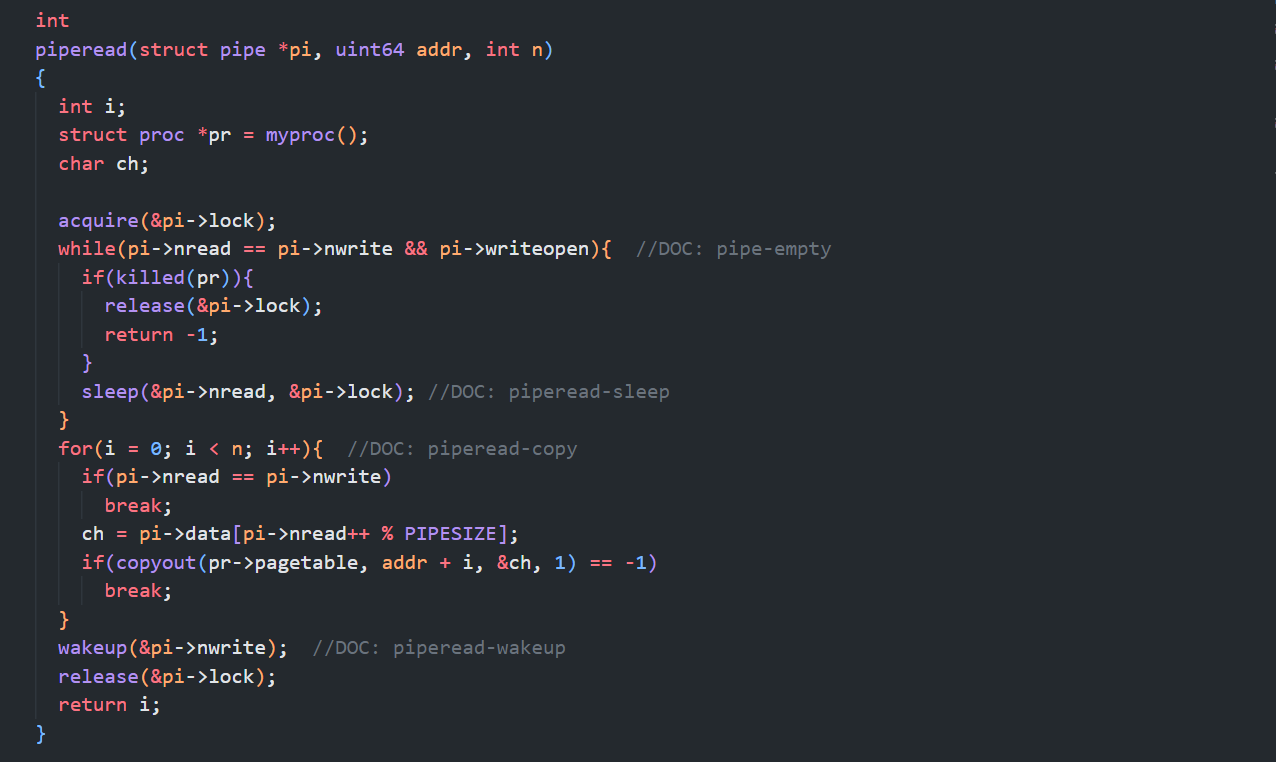 int
piperead(struct pipe *pi, uint64 addr, int n)
{
  int i;
  struct proc *pr = myproc();
  char ch;

  acquire(&pi->lock);
  while(pi->nread == pi->nwrite && pi->writeopen){  //DOC: pipe-empty
    if(killed(pr)){
      release(&pi->lock);
      return -1;
    }
    sleep(&pi->nread, &pi->lock); //DOC: piperead-sleep
  }
  for(i = 0; i < n; i++){  //DOC: piperead-copy
    if(pi->nread == pi->nwrite)
      break;
    ch = pi->data[pi->nread++ % PIPESIZE];
    if(copyout(pr->pagetable, addr + i, &ch, 1) == -1)
      break;
  }
  wakeup(&pi->nwrite);  //DOC: piperead-wakeup
  release(&pi->lock);
  return i;
}